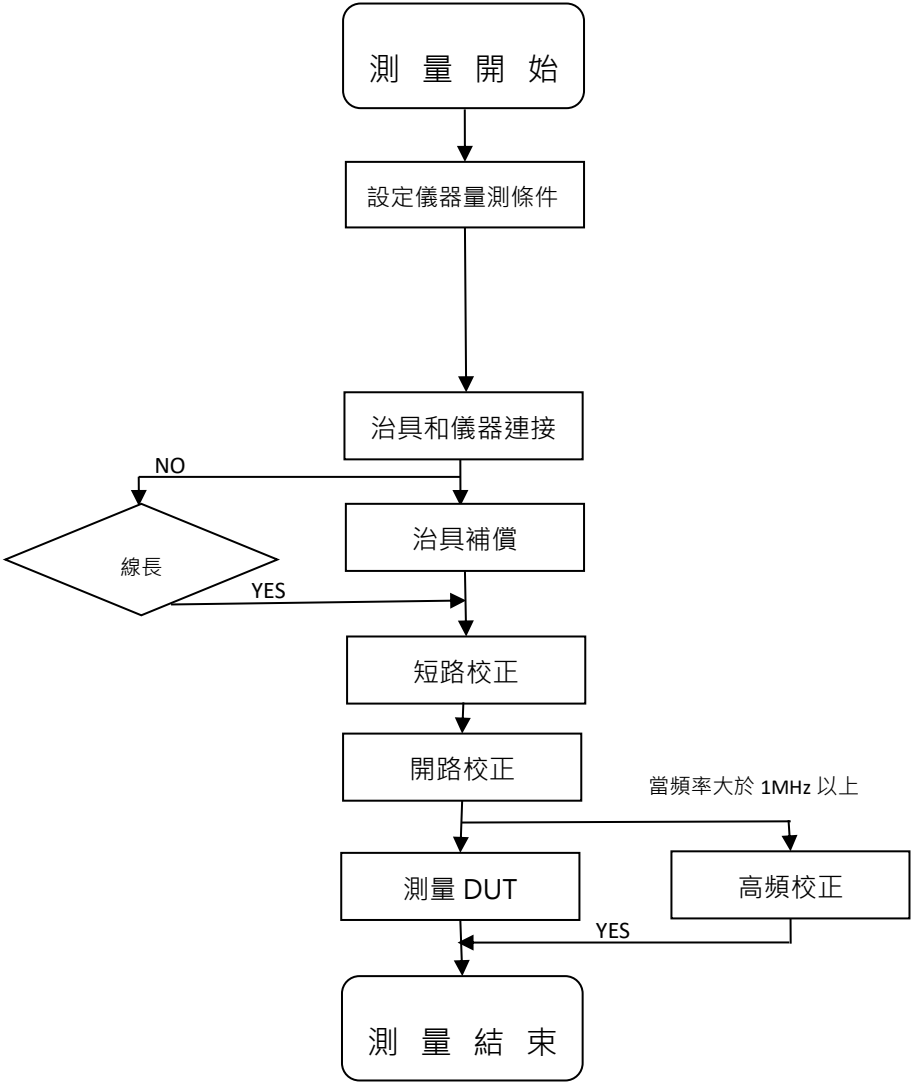 測 量 開 始
設定儀器量測條件
治具和儀器連接
NO
治具補償
線長
YES
短路校正
開路校正
當頻率大於 1MHz 以上
測量 DUT
高頻校正
YES
測 量 結 束